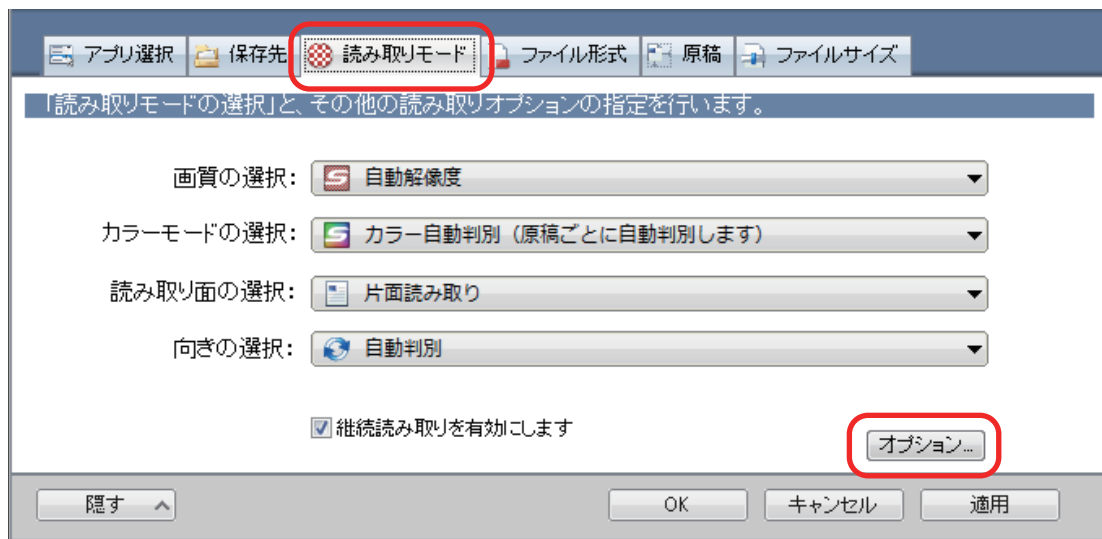 アプリ選択 保存先 読み取りモード ファイル形式 原稿 ファイルサイズ
「読み取りモードの選択」と、その他の読み取りオプションの指定を行います。
画質の選択: 自動解像度
カラーモードの選択: カラー自動判別（原稿ごとに自動判別します）
読み取り面の選択: 片面読み取り
向きの選択: 自動判別
継続読み取りを有効にします
オプション...
隠す OK キャンセル 適用